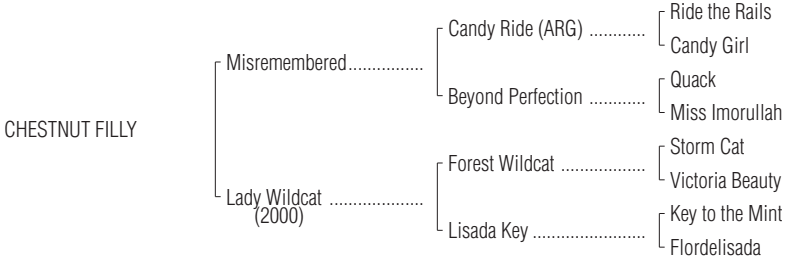 Ride the Rails
Candy Ride (ARG) ............
Candy Girl
Misremembered................
Quack
Beyond Perfection ............
Miss Imorullah
CHESTNUT FILLY
Storm Cat
Forest Wildcat ..................
Victoria Beauty
Lady Wildcat ....................
(2000)
Key to the Mint
Lisada Key ........................
Flordelisada